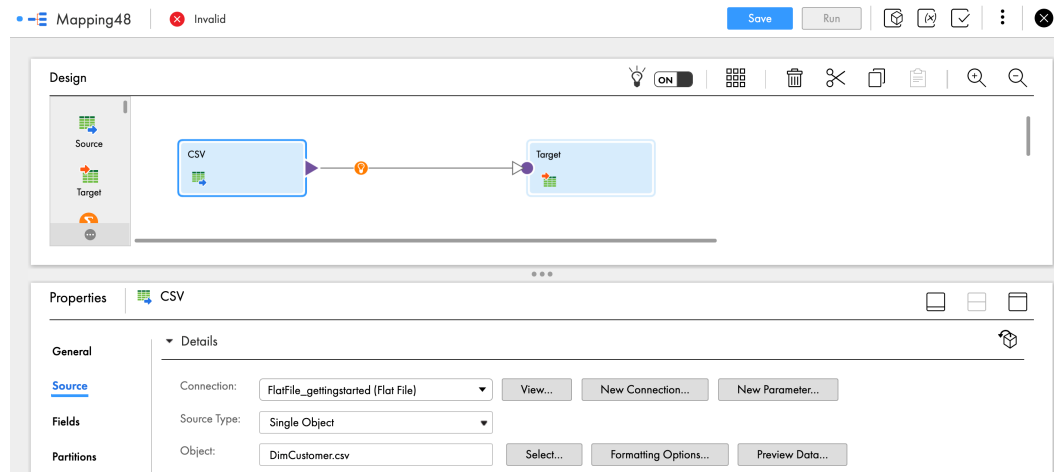 Mapping48
Invalid
Save
Run
Design
ON
Source
Target
CSV
Target
Properties
CSV
General
Source
Fields
Partitions
Details
Connection:
FlatFile_gettingstarted (Flat File)
View...
New Connection...
New Parameter...
Source Type:
Single Object
Object:
DimCustomer.csv
Select...
Formatting Options...
Preview Data...